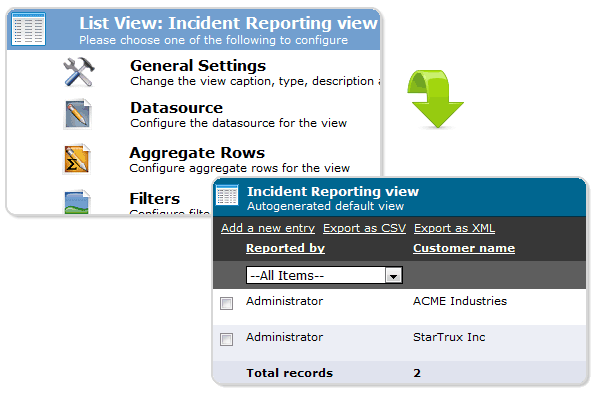 List View: Incident Reporting view
Please choose one of the following to configure
General Settings
Change the view caption, type, description
Datasource
Configure the datasource for the view
Aggregate Rows
Configure aggregate rows for the view
Filters
Configure
Incident Reporting view
Autogenerated default view
Add a new entry Export as CSV Export as XML
Reported by Customer name
--All Items--
Administrator ACME Industries
Administrator StarTrux Inc
Total records 2